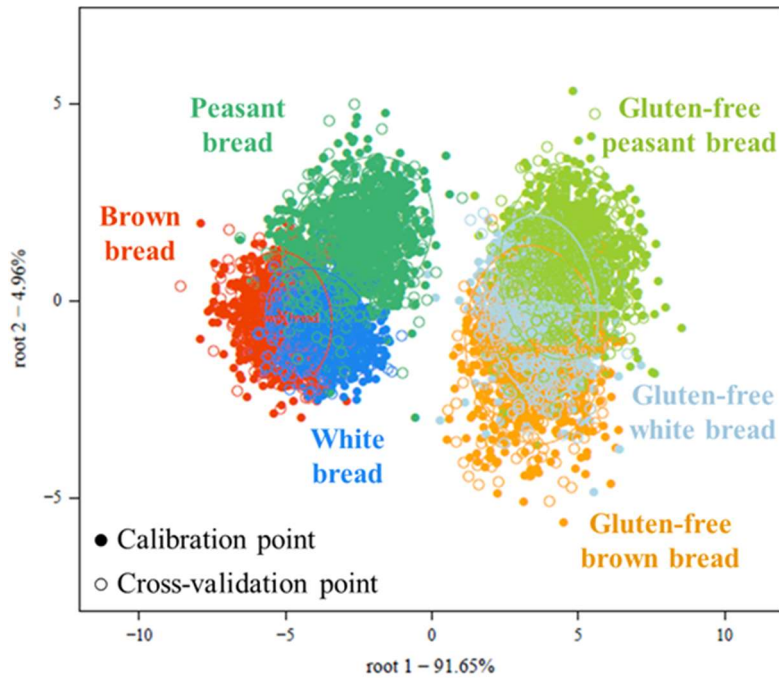 5
Peasant
bread
Gluten-free
peasant bread
Brown
bread
root 2 – 4.96%
0
Gluten-free
white bread
White
bread
−5
Gluten-free
brown bread
Calibration point
Cross-validation point
−10
−5
0
5
10
root 1 – 91.65%